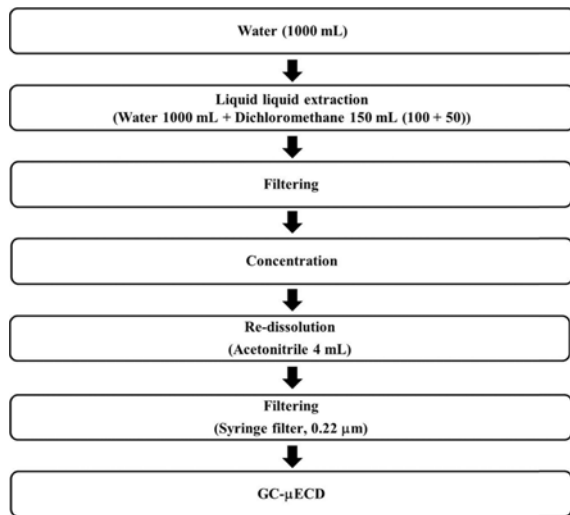 Water (1000 mL)
Liquid liquid extraction
(Water 1000 mL + Dichloromethane 150 mL (100 + 50))
Filtering
Concentration
Re-dissolution
(Acetonitrile 4 mL)
Filtering
(Syringe filter, 0.22 μm)
GC-μECD